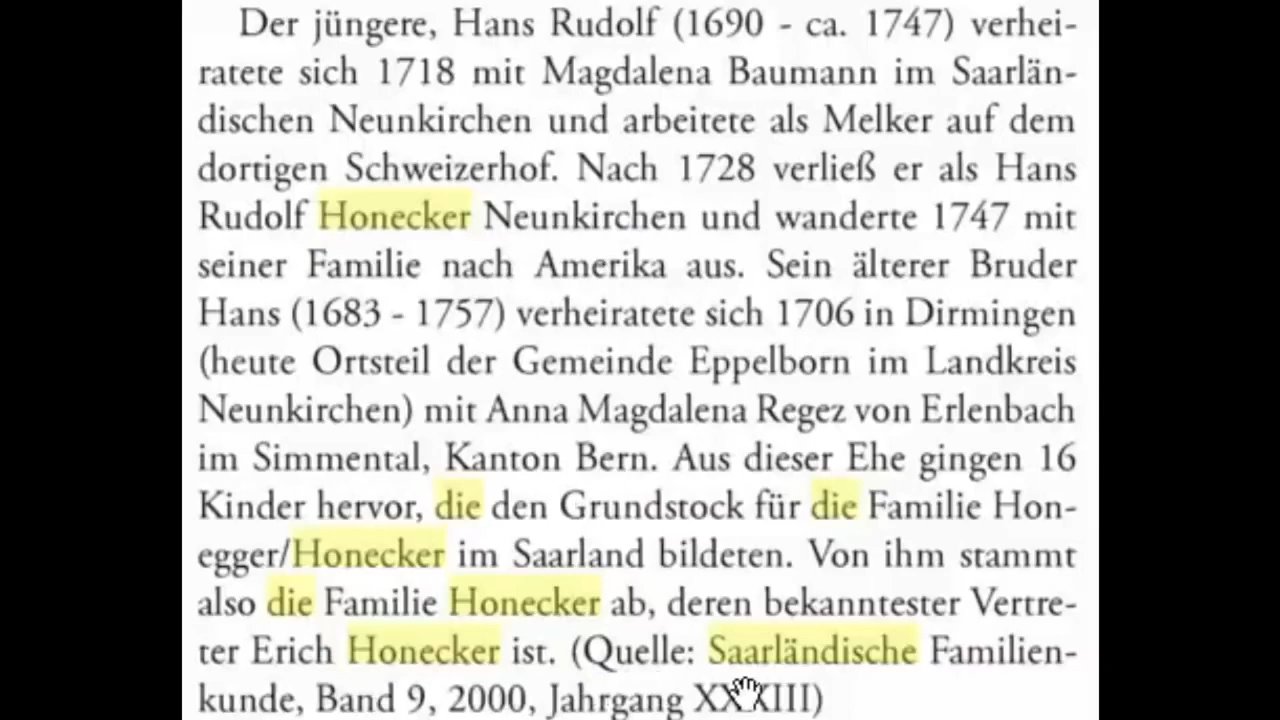 Der jüngere, Hans Rudolf (1690 - ca. 1747) verhei-
ratete sich 1718 mit Magdalena Baumann im Saarlän-
dischen Neunkirchen und arbeitete als Melker auf dem
dortigen Schweizerhof. Nach 1728 verließ er als Hans
Rudolf Honecker Neunkirchen und wanderte 1747 mit
seiner Familie nach Amerika aus. Sein älterer Bruder
Hans (1683 - 1757) verheiratete sich 1706 in Dirmingen
(heute Ortsteil der Gemeinde Eppelborn im Landkreis
Neunkirchen) mit Anna Magdalena Regez von Erlenbach
im Simmental, Kanton Bern. Aus dieser Ehe gingen 16
Kinder hervor, die den Grundstock für die Familie Hon-
egger/Honecker im Saarland bildeten. Von ihm stammt
also die Familie Honecker ab, deren bekanntester Vertre-
ter Erich Honecker ist. (Quelle: Saarländische Familien-
kunde, Band 9, 2000, Jahrgang XXXIII)